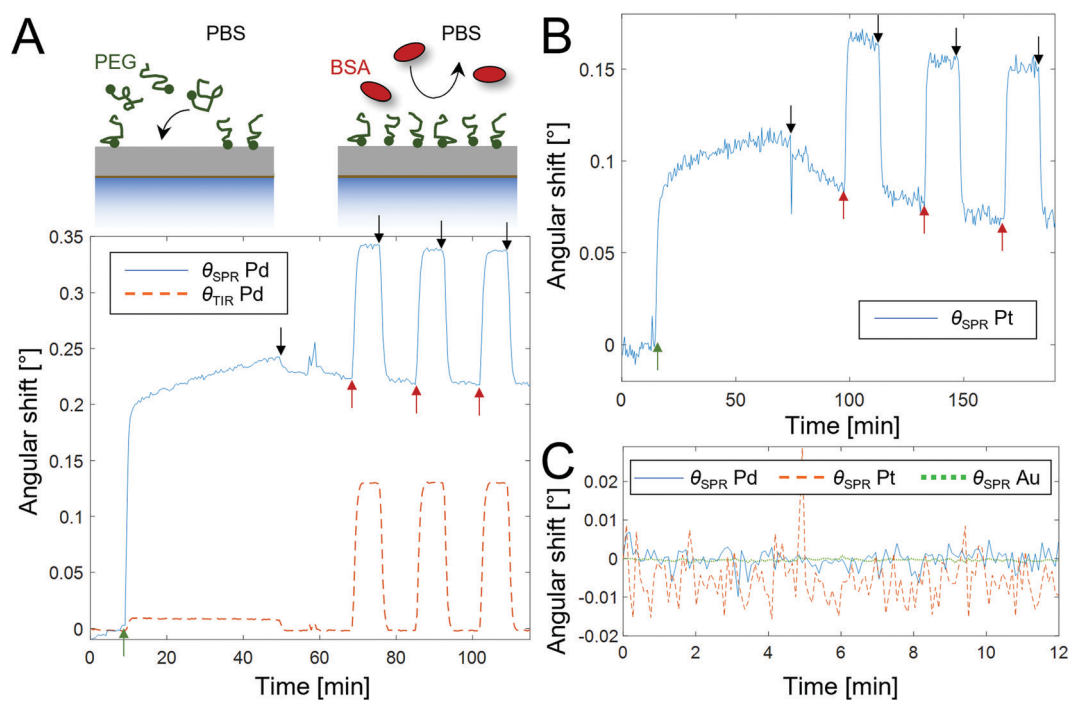 A
PBS
PEG
PBS
BSA
0.35
0.3
0.25
0.2
0.15
0.1
0.05
0
Angular shift [°]
θSPR Pd
θTIR Pd
0 20 40 60 80 100
Time [min]
B
0.15
0.1
0.05
0
Angular shift [°]
θSPR Pt
0 50 100 150
Time [min]
C
θSPR Pd θSPR Pt θSPR Au
0.02
0.01
0
-0.01
-0.02
Angular shift [°]
0 2 4 6 8 10 12
Time [min]